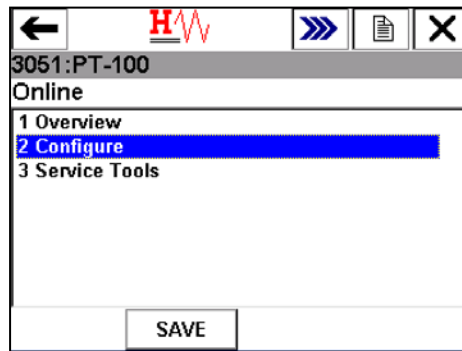 H
3051:PT-100
Online
1 Overview
2 Configure
3 Service Tools
SAVE